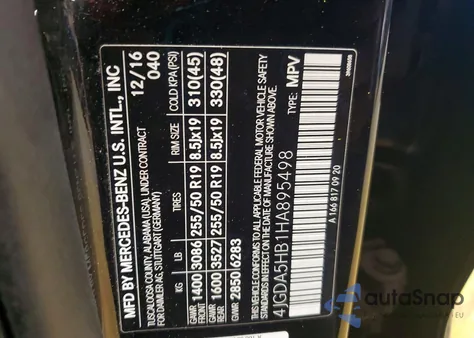 MFD BY MERCEDES-BENZ U.S. INTL., INC
TUSCALOOSA COUNTY, ALABAMA (USA), UNDER CONTRACT 12/16
FOR DAIMLER AG, STUTTGART (GERMANY) 040
KG LB TIRES RIM SIZE COLD KPA(PSI)
GAWR FRONT 1400 3086 255/50 R19 8.5Jx19 310(45)
GAWR REAR 1600 3527 255/50 R19 8.5Jx19 330(48)
GVWR 2850 6283
THIS VEHICLE CONFORMS TO ALL APPLICABLE FEDERAL MOTOR VEHICLE SAFETY
STANDARDS IN EFFECT ON THE DATE OF MANUFACTURE SHOWN ABOVE.
4JGDA5HB1HA895498 TYPE: MPV
A 166 817 09 20
autoSnap